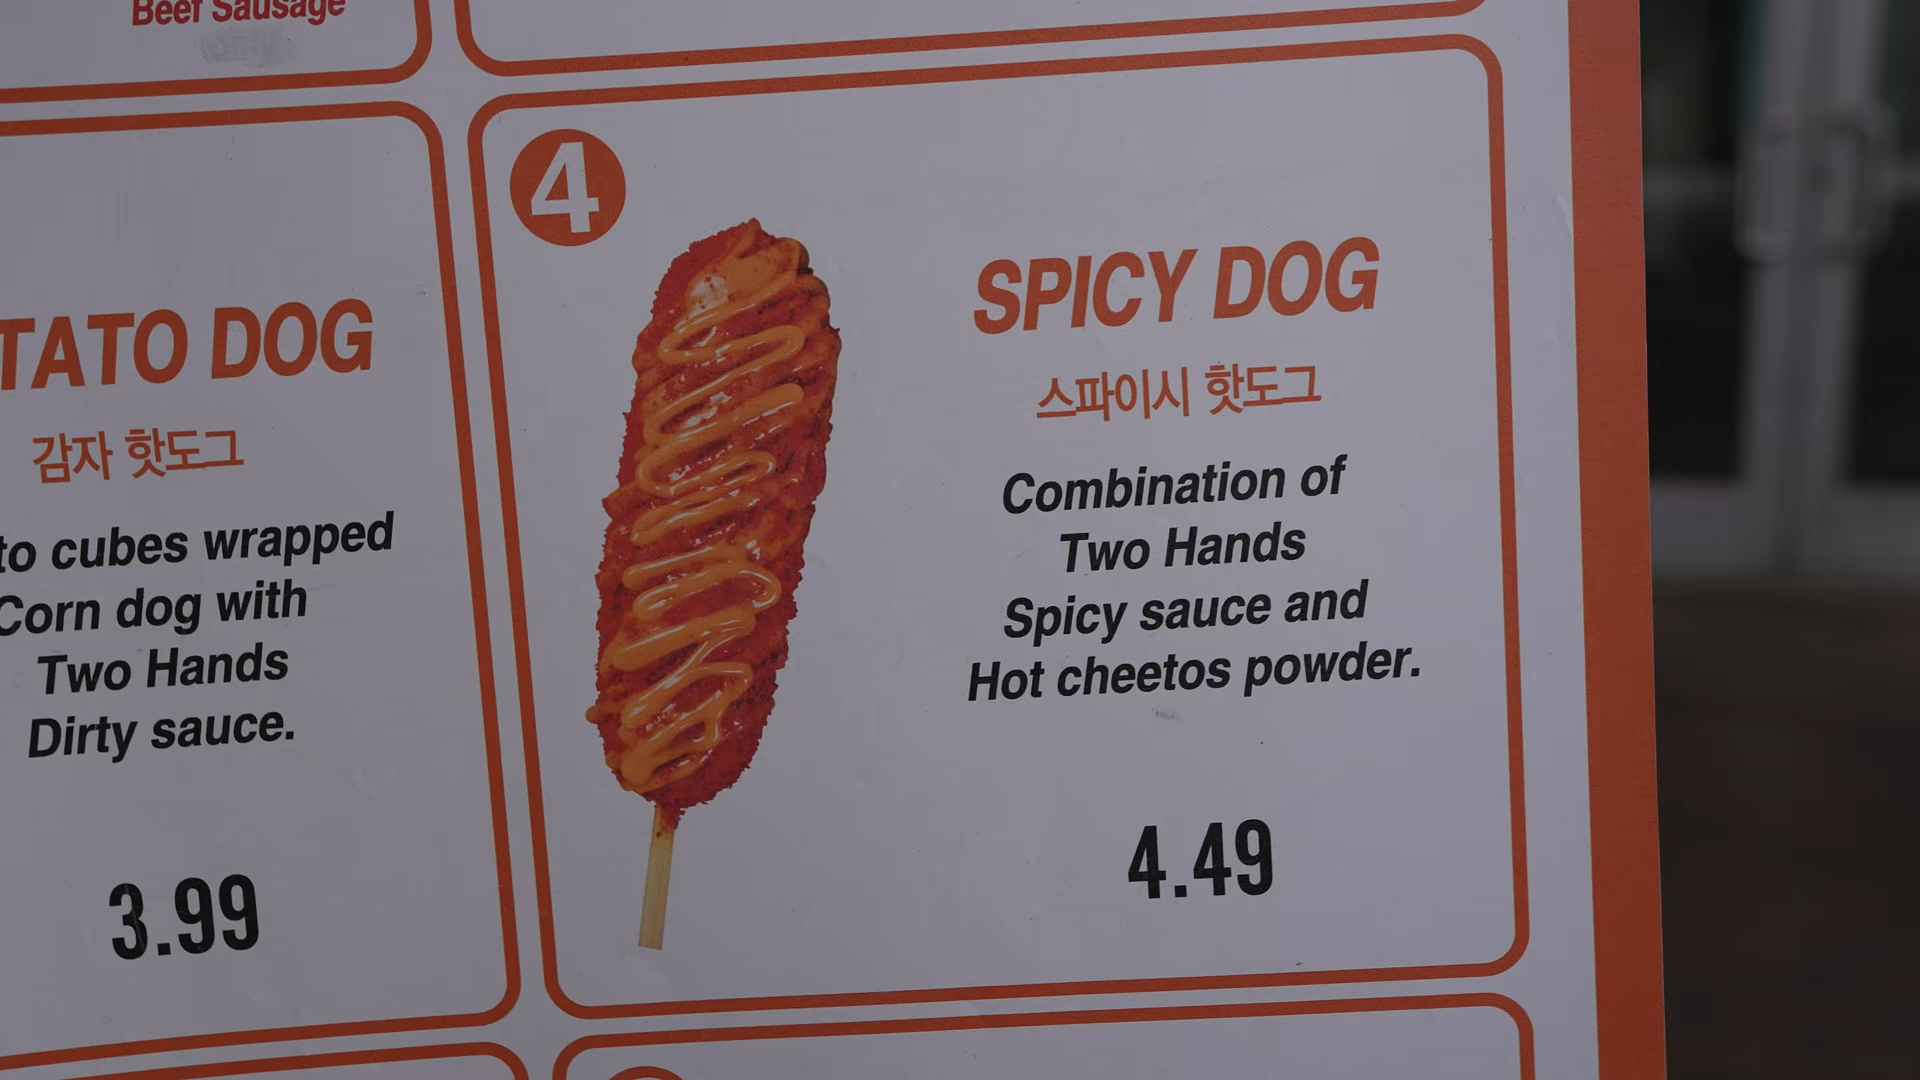 Beef Sausage
TATO DOG
감자 핫도그
to cubes wrapped
Corn dog with
Two Hands
Dirty sauce.
3.99
4
SPICY DOG
스파이시 핫도그
Combination of
Two Hands
Spicy sauce and
Hot cheetos powder.
4.49